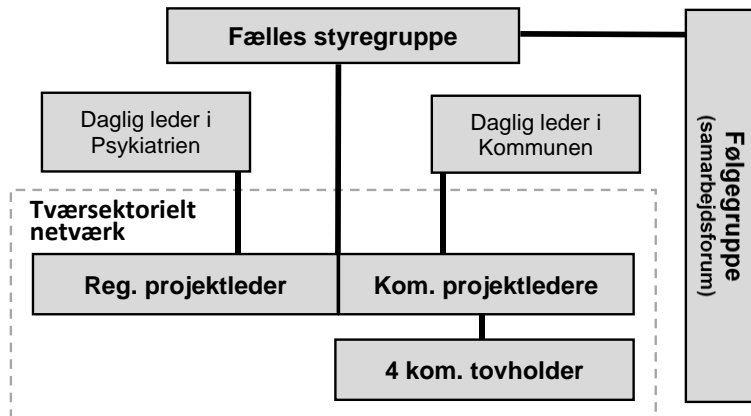 Fælles styregruppe
Daglig leder i
Psykiatrien
Daglig leder i
Kommunen
Tværsektorielt
netværk
Reg. projektleder
Kom. projektledere
4 kom. tovholder
Følgegruppe
(samarbejdsforum)